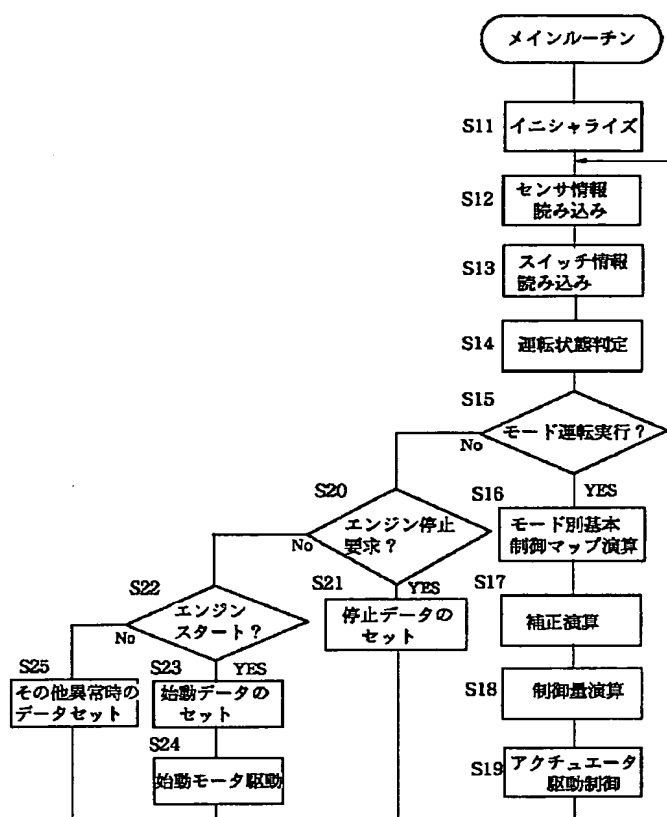 メインルーチン
S11
イニシャライズ
S12
センサ情報
読み込み
S13
スイッチ情報
読み込み
S14
運転状態判定
S15
モード運転実行？
No
YES
S20
エンジン停止
要求？
No
YES
S16
モード別基本
制御マップ演算
S22
エンジン
スタート？
No
YES
S21
停止データの
セット
S17
補正演算
S25
その他異常時の
データセット
S23
始動データの
セット
S18
制御量演算
S24
始動モータ駆動
S19
アクチュエータ
駆動制御